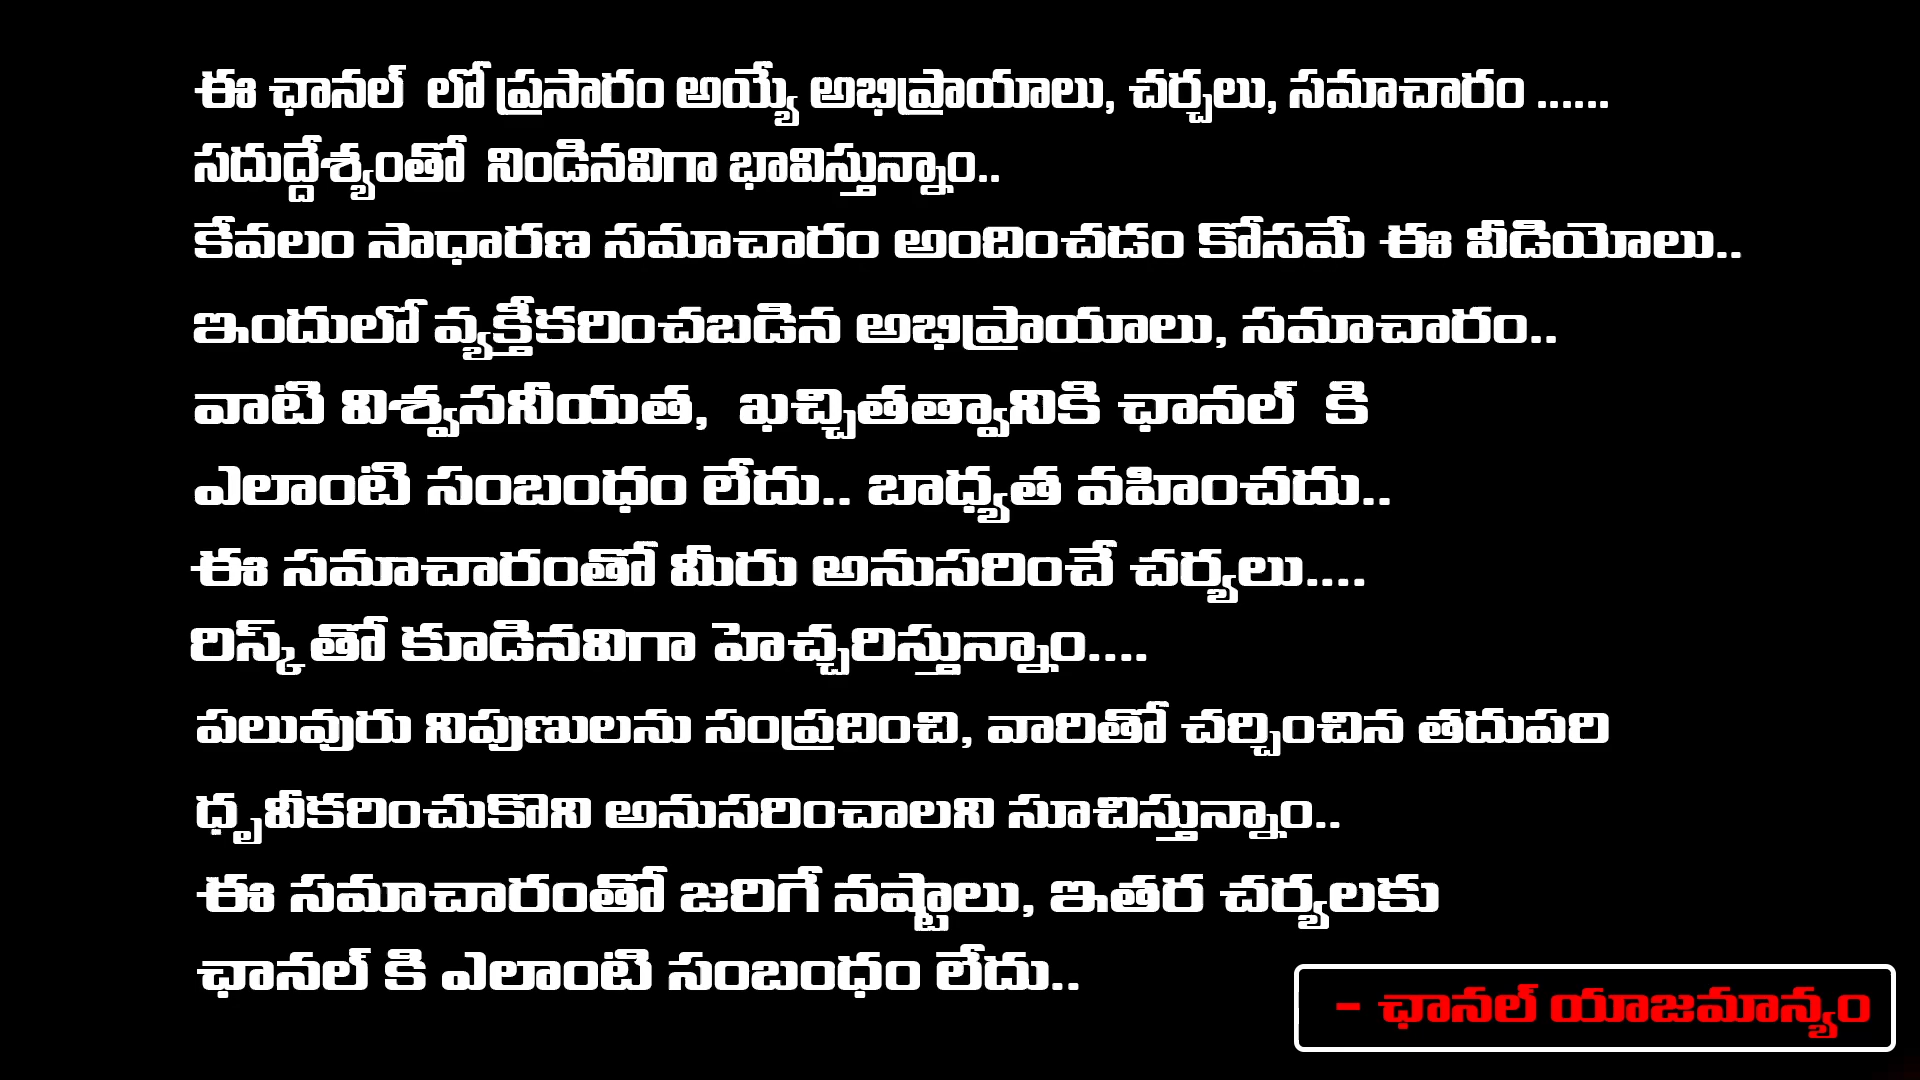 ఈ ఛానల్ లో ప్రసారం అయ్యే అభిప్రాయాలు, చర్చలు, సమాచారం ......
సదుద్దేశ్యంతో నిండినవిగా భావిస్తున్నాం..
కేవలం సాధారణ సమాచారం అందించడం కోసమే ఈ వీడియోలు..
ఇందులో వ్యక్తీకరించబడిన అభిప్రాయాలు, సమాచారం..
వాటి విశ్వసనీయత, ఖచ్చితత్వానికి ఛానల్ కి
ఎలాంటి సంబంధం లేదు.. బాధ్యత వహించదు..
ఈ సమాచారంతో మీరు అనుసరించే చర్యలు....
రిస్క్ తో కూడినవిగా హెచ్చరిస్తున్నాం....
పలువురు నిపుణులను సంప్రదించి, వారితో చర్చించిన తదుపరి
ధృవీకరించుకొని అనుసరించాలని సూచిస్తున్నాం..
ఈ సమాచారంతో జరిగే నష్టాలు, ఇతర చర్యలకు
ఛానల్ కి ఎలాంటి సంబంధం లేదు..
- ఛానల్ యాజమాన్యం